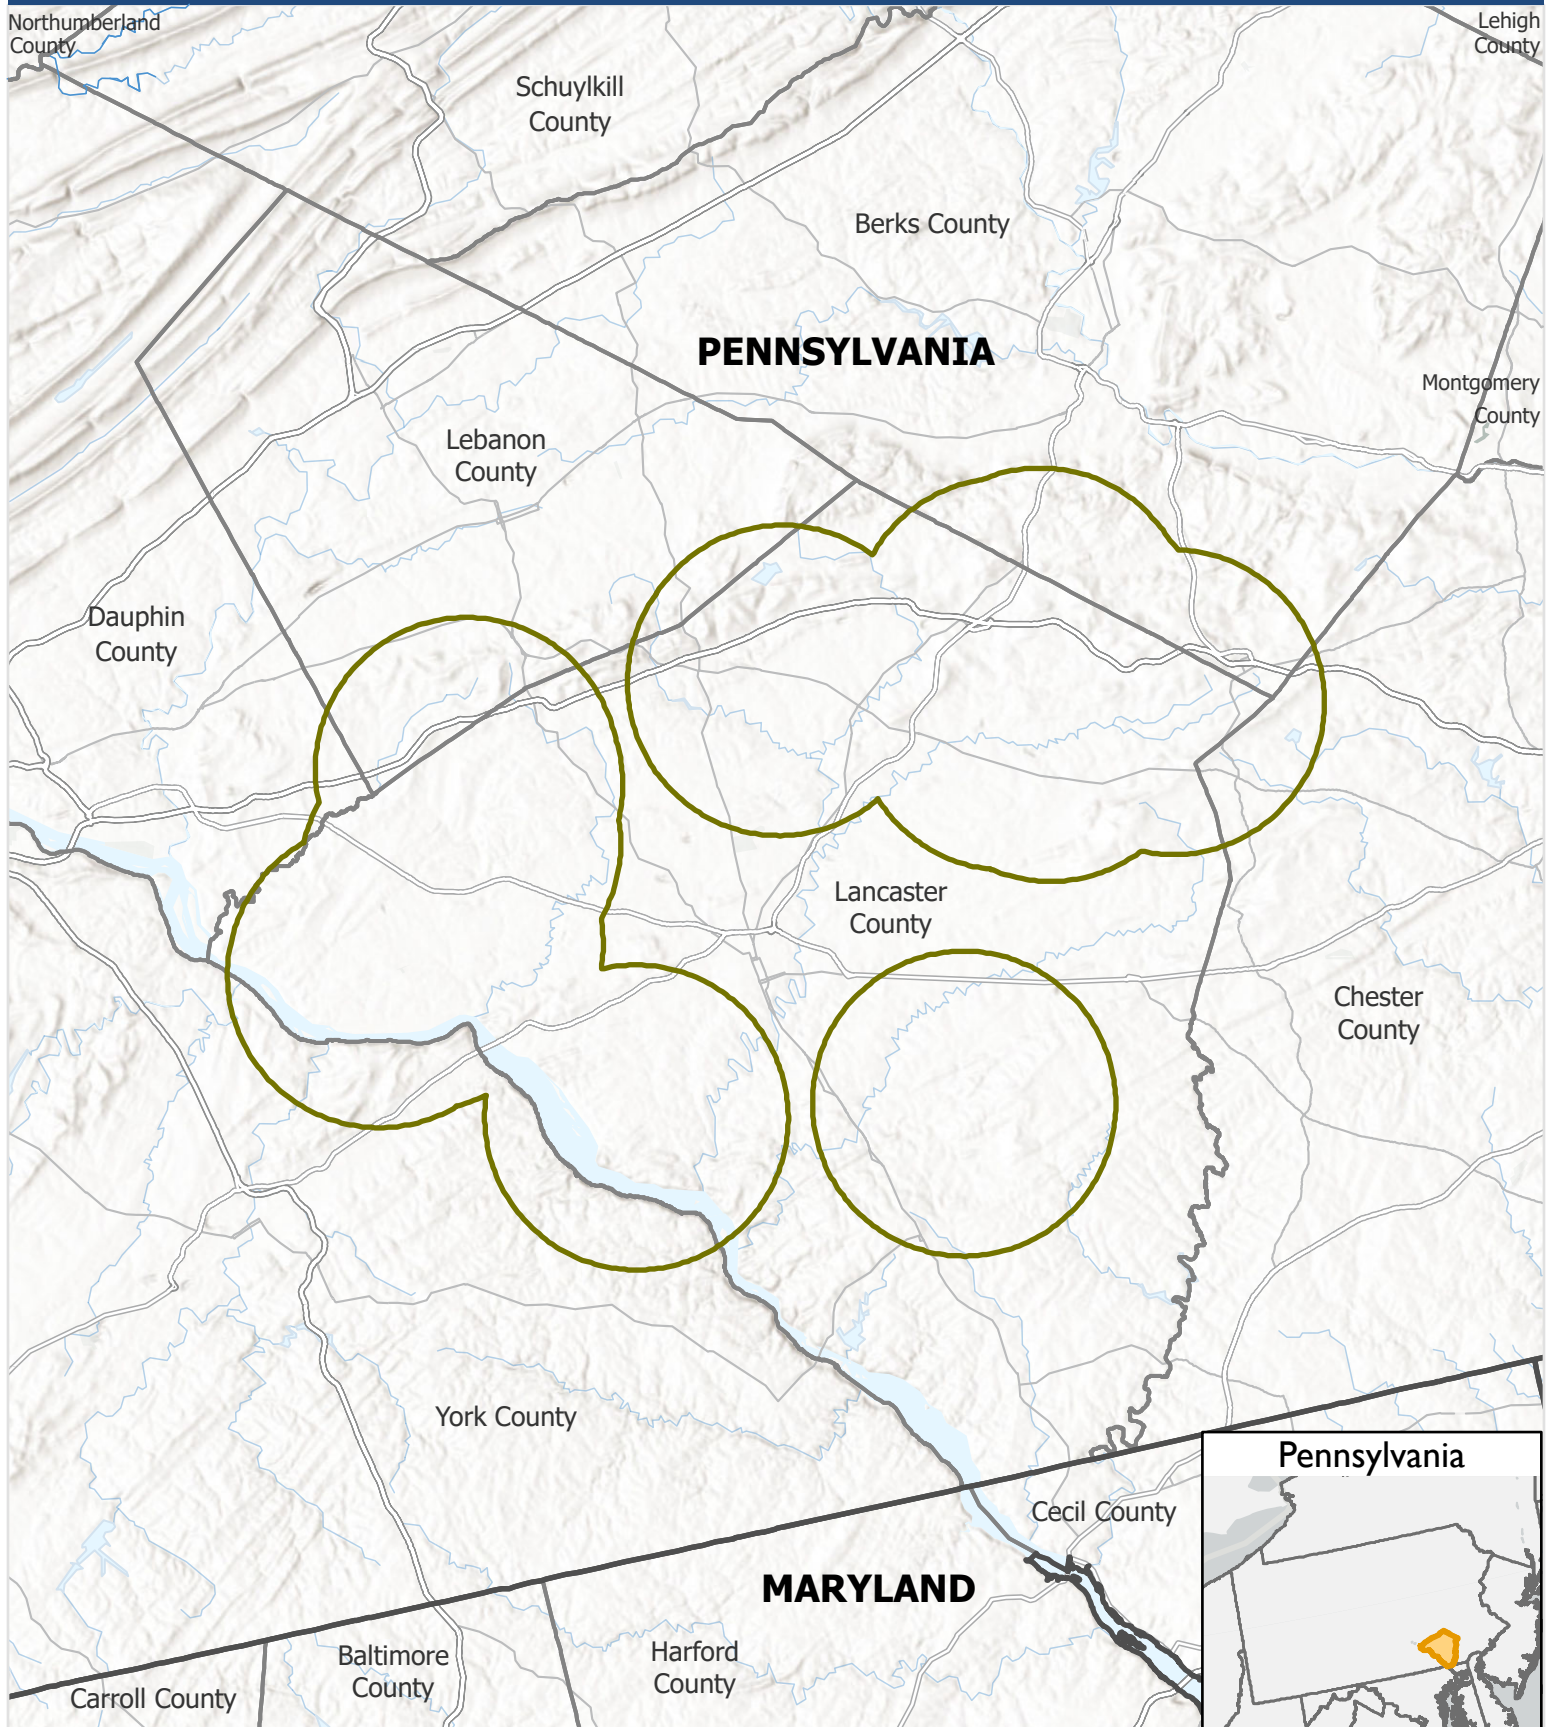 Northumberland
County
Lehigh
County
Schuylkill
County
Berks County
PENNSYLVANIA
Montgomery
County
Lebanon
County
Dauphin
County
Lancaster
County
Chester
County
York County
Pennsylvania
Cecil County
MARYLAND
Baltimore
County
Harford
County
Carroll County